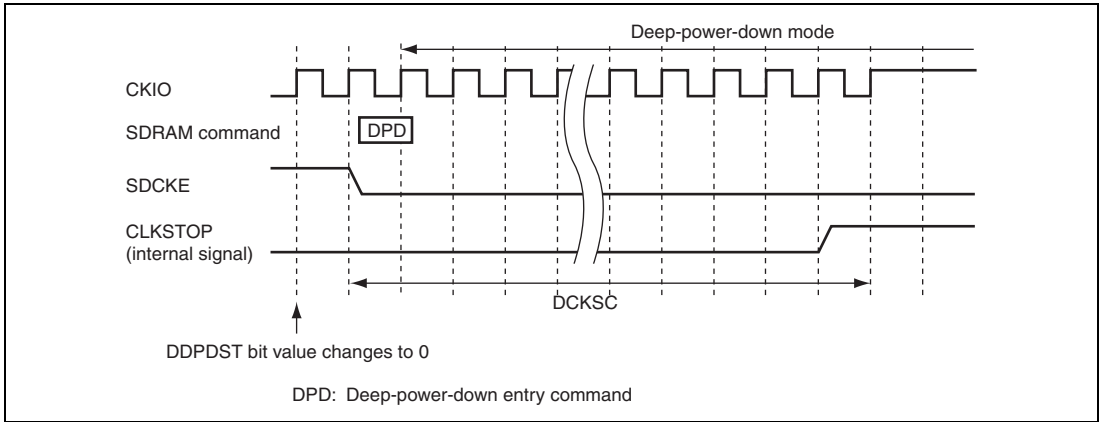 Deep-power-down mode
CKIO
SDRAM command
DPD
SDCKE
CLKSTOP
(internal signal)
DCKSC
DDPDST bit value changes to 0
DPD: Deep-power-down entry command